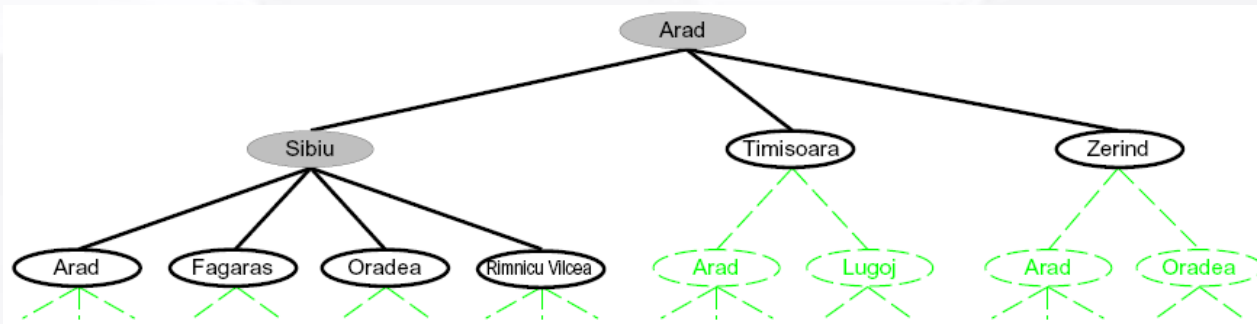 Arad
Sibiu Timisoara Zerind
Arad Fagaras Oradea Rimnicu Vilcea Arad Lugoj Arad Oradea